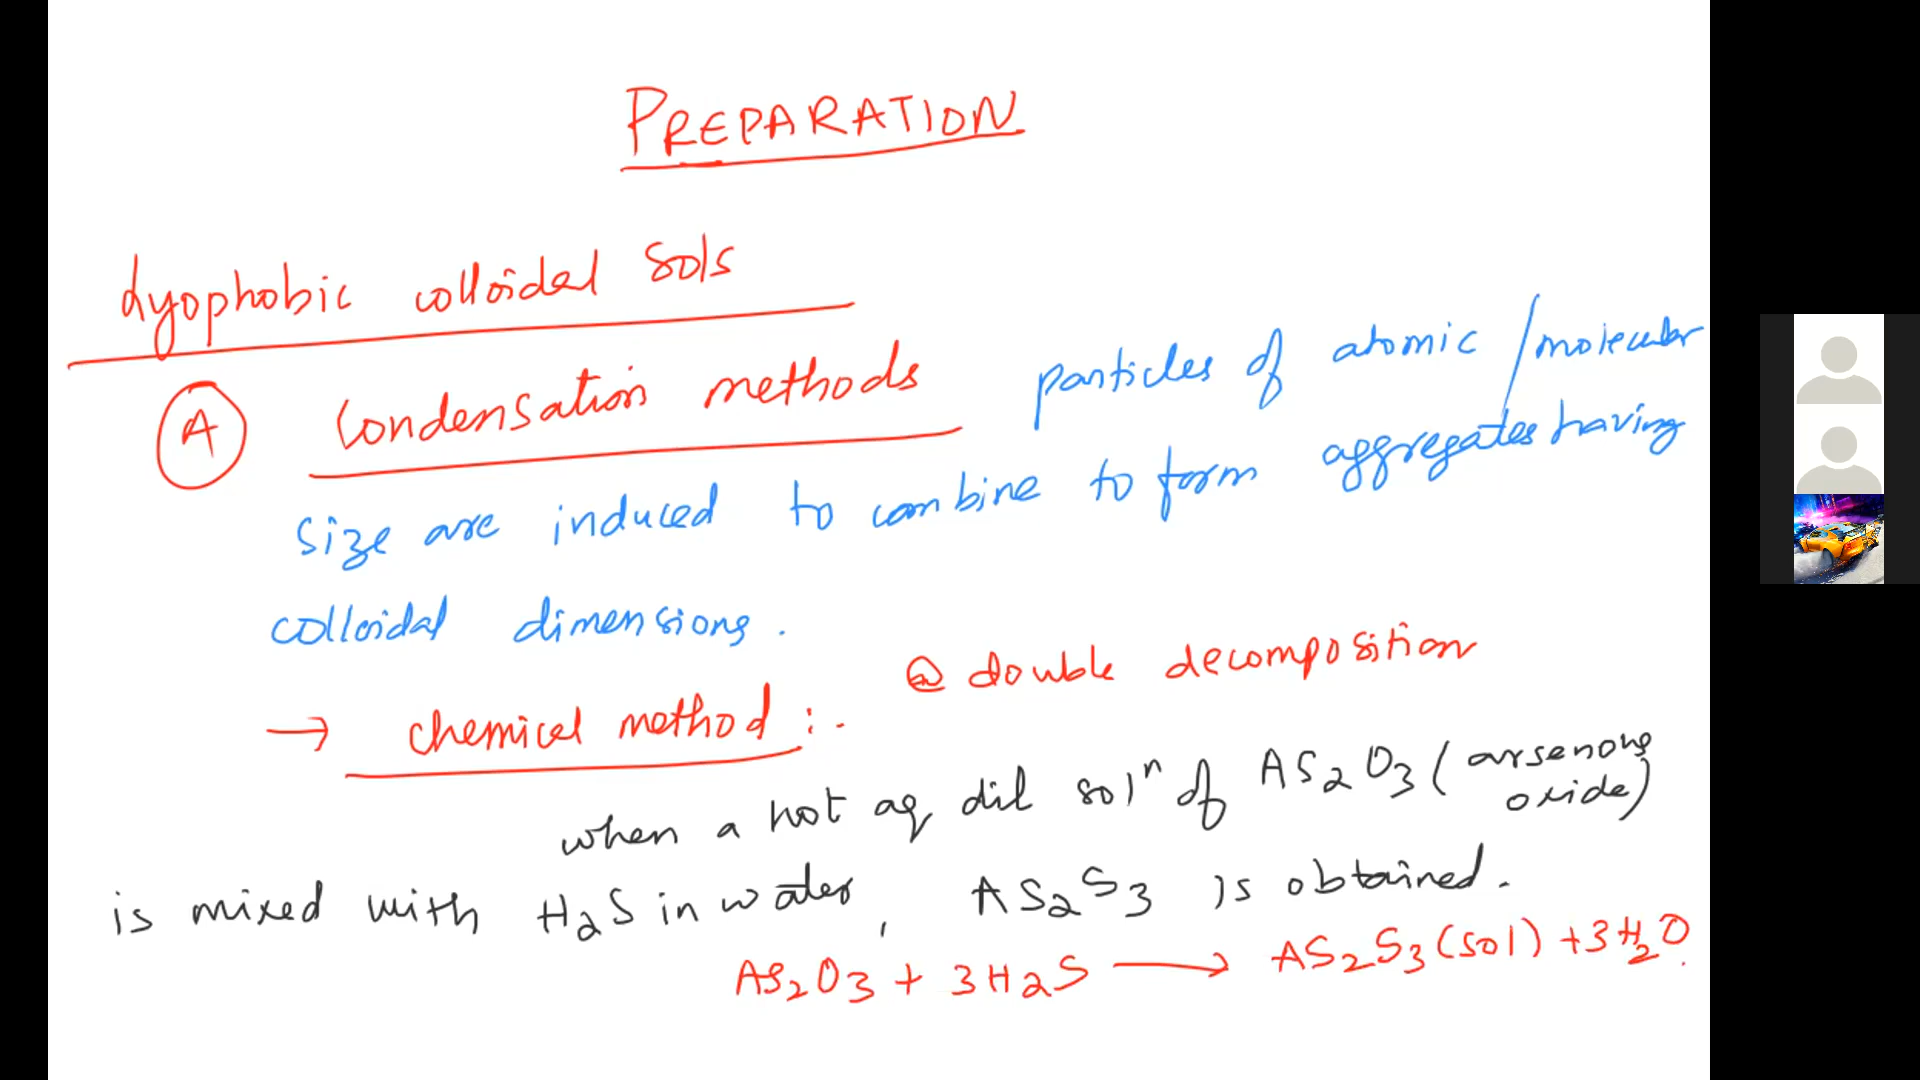 PREPARATION
Lyophobic colloidal sols
A Condensation methods particles of atomic / molecular
size are induced to combine to form aggregates having
colloidal dimensions.
→ chemical method :. @ double decomposition
when a hot aq dil solⁿ of AS2O3 ( arsenous oxide)
is mixed with H2S in water, AS2S3 is obtained.
AS2O3 + 3H2S → AS2S3 (sol) + 3H2O.